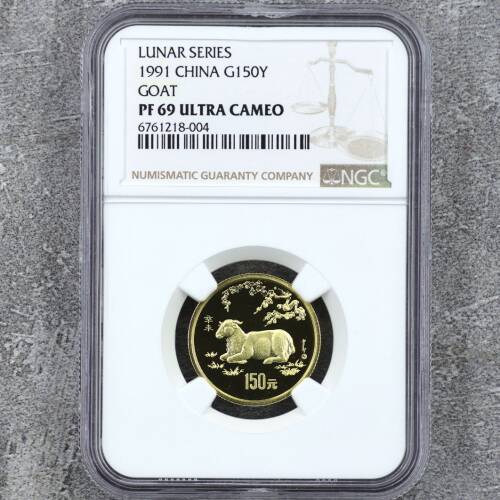 LUNAR SERIES
1991 CHINA G150Y
GOAT
PF 69 ULTRA CAMEO
6761218-004
NUMISMATIC GUARANTY COMPANY
NGC
辛未
150元